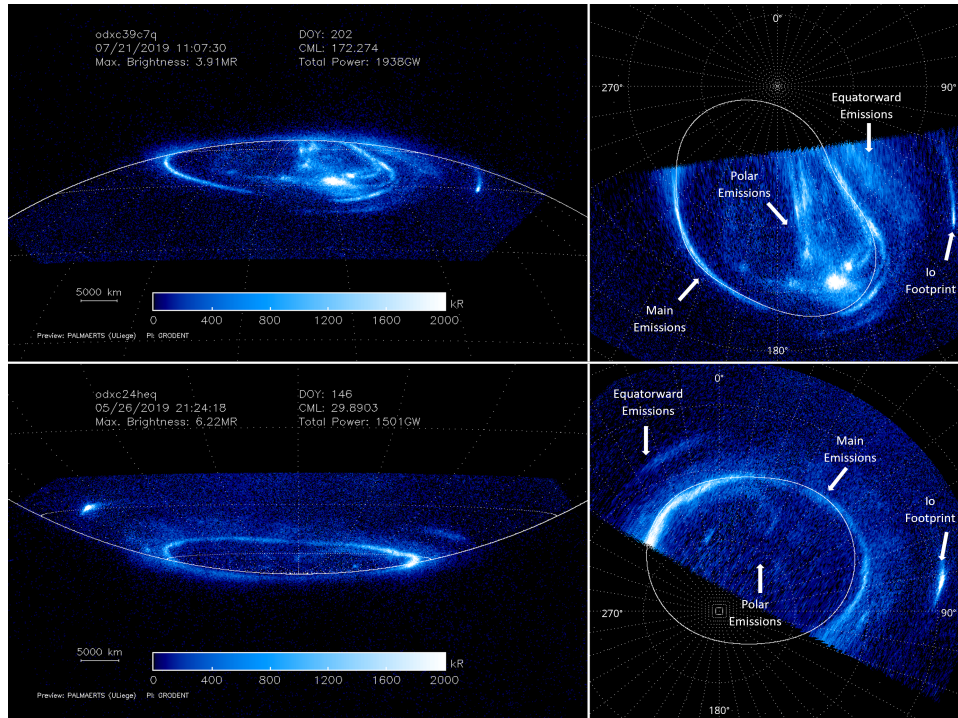 odxc39c7q
07/21/2019 11:07:30
Max. Brightness: 3.91MR
DOY: 202
CML: 172.274
Total Power: 1938GW
5000 km
kR
0 400 800 1200 1600 2000
Preview: PALMAERTS (ULiege) PI: GRODENT
0°
270°
90°
180°
Equatorward
Emissions
Polar
Emissions
Main
Emissions
Io
Footprint
odxc24heq
05/26/2019 21:24:18
Max. Brightness: 6.22MR
DOY: 146
CML: 29.8903
Total Power: 1501GW
5000 km
kR
0 400 800 1200 1600 2000
Preview: PALMAERTS (ULiege) PI: GRODENT
0°
Equatorward
Emissions
Main
Emissions
Io
Footprint
270°
90°
Polar
Emissions
180°